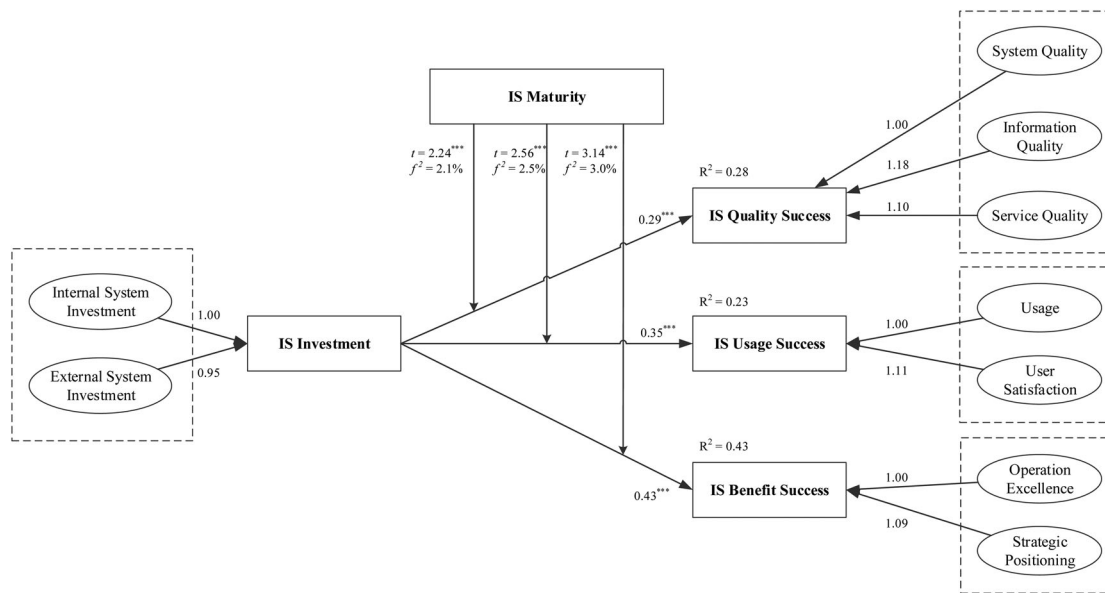 System Quality
IS Maturity
1.00
Information
Quality
t = 2.24***
f² = 2.1%
t = 2.56***
f² = 2.5%
t = 3.14***
f² = 3.0%
R² = 0.28
1.18
0.29***
IS Quality Success
1.10
Service Quality
Internal System
Investment
1.00
IS Investment
External System
Investment
0.95
R² = 0.23
0.35***
IS Usage Success
1.00
Usage
1.11
User
Satisfaction
R² = 0.43
0.43***
IS Benefit Success
1.00
Operation
Excellence
1.09
Strategic
Positioning